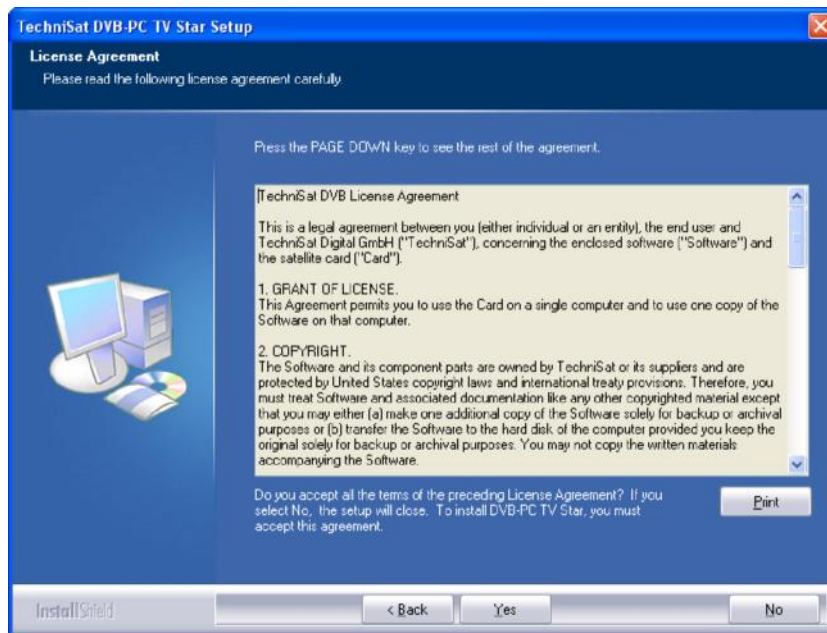 TechniSat DVB-PC TV Star Setup
License Agreement
Please read the following license agreement carefully.
Press the PAGE DOWN key to see the rest of the agreement.
TechniSat DVB License Agreement
This is a legal agreement between you (either individual or an entity), the end user and
TechniSat Digital GmbH ("TechniSat"), concerning the enclosed software ("Software") and
the satellite card ("Card").
1. GRANT OF LICENSE.
This Agreement permits you to use the Card on a single computer and to use one copy of the
Software on that computer.
2. COPYRIGHT.
The Software and its component parts are owned by TechniSat or its suppliers and are
protected by United States copyright laws and international treaty provisions. Therefore, you
must treat Software and associated documentation like any other copyrighted material except
that you may either (a) make one additional copy of the Software solely for backup or archival
purposes or (b) transfer the Software to the hard disk of the computer provided you keep the
original solely for backup or archival purposes. You may not copy the written materials
accompanying the Software.
Do you accept all the terms of the preceding License Agreement? If you
select No, the setup will close. To install DVB-PC TV Star, you must
accept this agreement.
Print
InstallShield
< Back
Yes
No